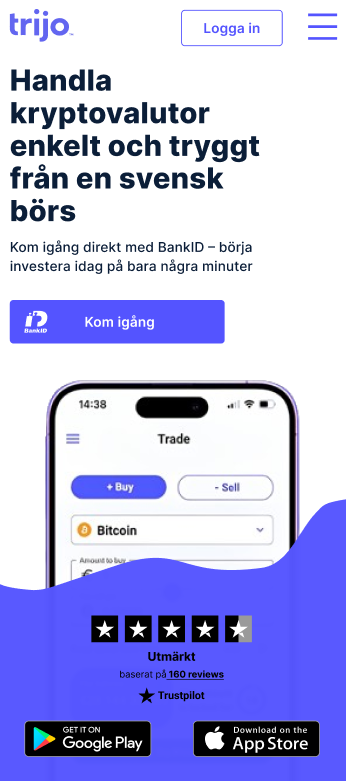 trijo
Logga in
Handla
kryptovalutor
enkelt och tryggt
från en svensk
börs
Kom igång direkt med BankID – börja
investera idag på bara några minuter
BankID
Kom igång
14:38
Trade
+ Buy
- Sell
Bitcoin
Amount to buy
€
Utmärkt
baserat på 160 reviews
Trustpilot
GET IT ON
Google Play
Download on the
App Store